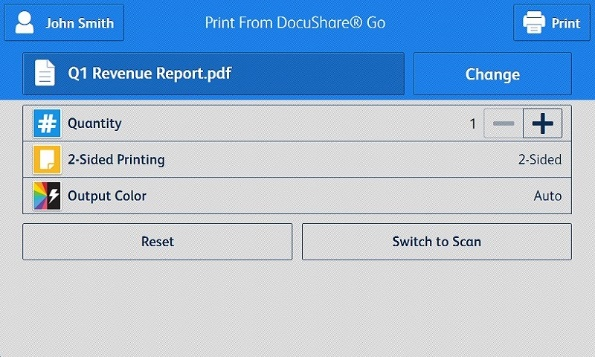 John Smith
Print From DocuShare® Go
Print
Q1 Revenue Report.pdf
Change
# Quantity 1 − +
2-Sided Printing 2-Sided
Output Color Auto
Reset
Switch to Scan